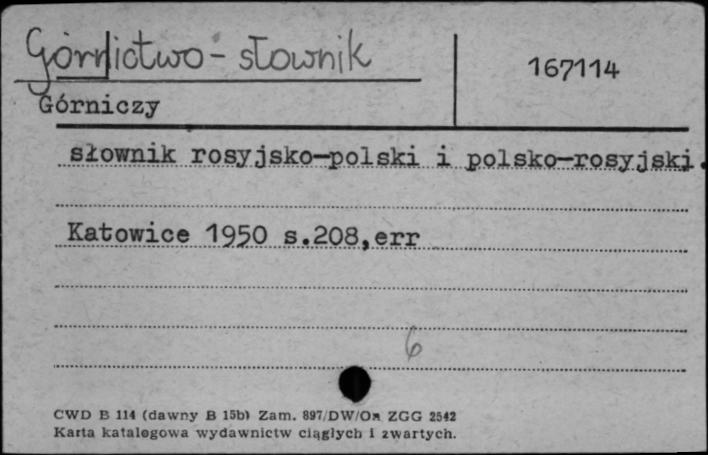 Górnictwo - słownik
167114
Górniczy
słownik rosyjsko-polski i polsko-rosyjski.
Katowice 1950 s.208,err
6
CWD B 114 (dawny B 15b) Zam. 897/DW/On ZGG 2542
Karta katalogowa wydawnictw ciągłych i zwartych.